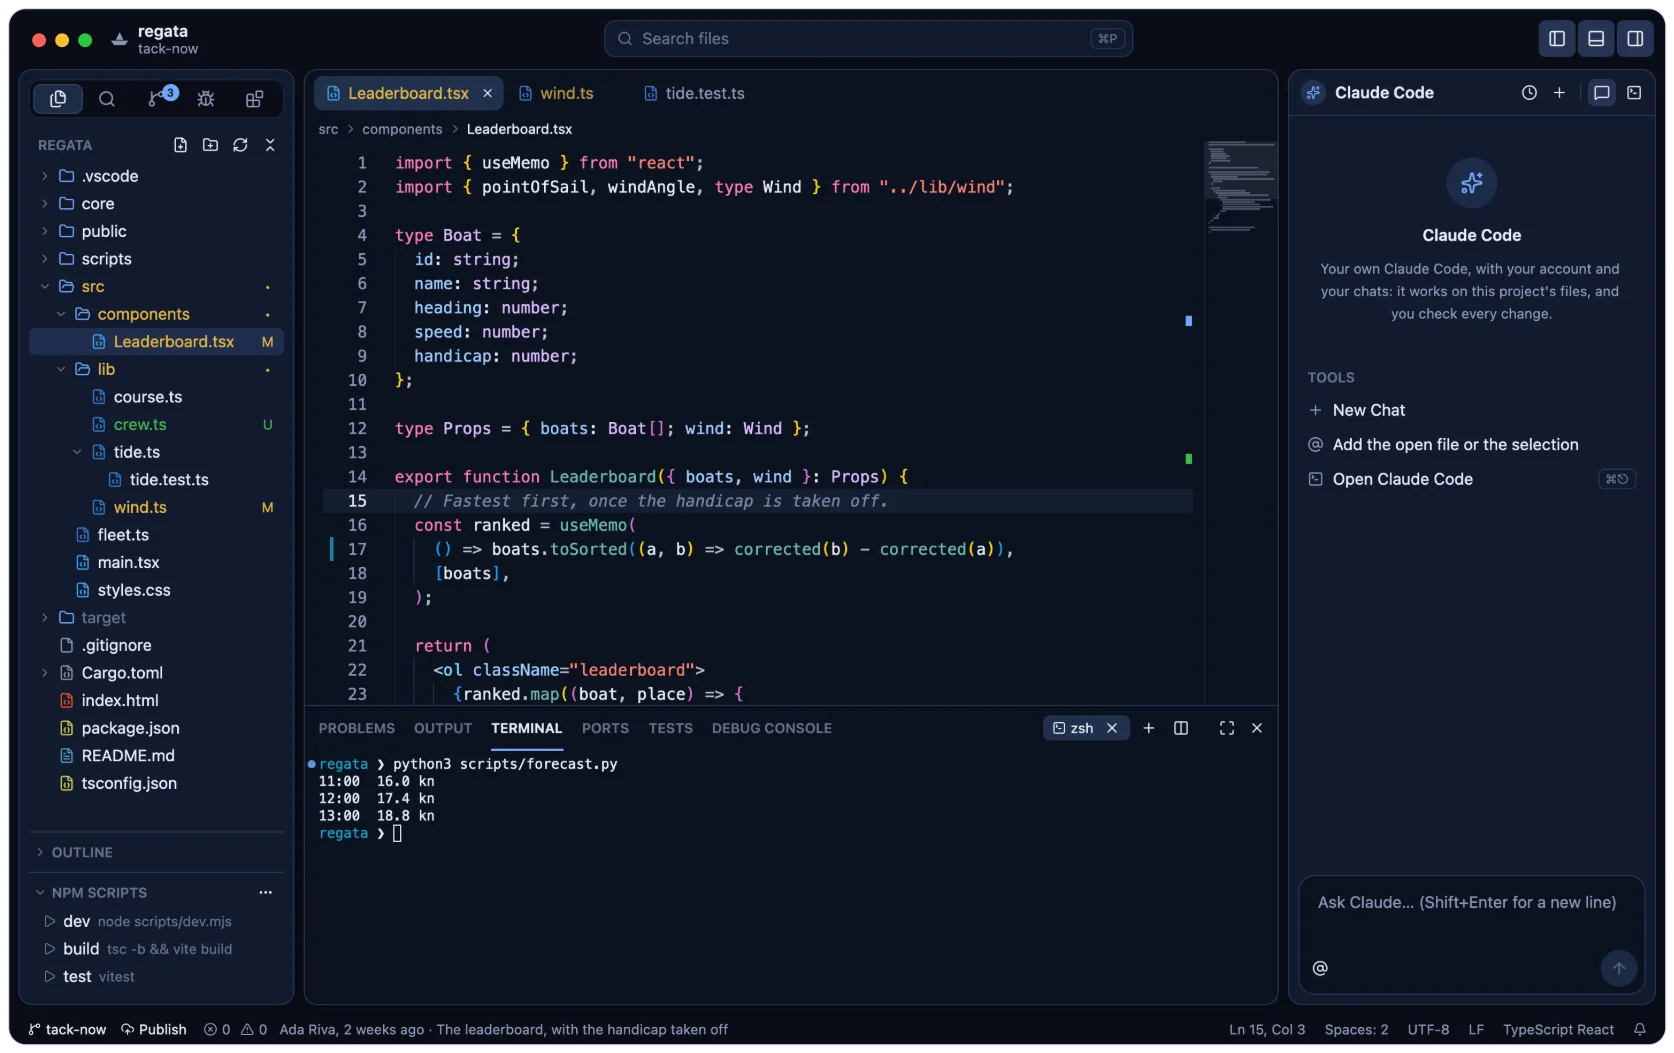 regata
tack-now
Search files
⌘P
3
REGATA
.vscode
core
public
scripts
src
components
Leaderboard.tsx M
lib
course.ts
crew.ts U
tide.ts
tide.test.ts
wind.ts M
fleet.ts
main.tsx
styles.css
target
.gitignore
Cargo.toml
index.html
package.json
README.md
tsconfig.json
OUTLINE
NPM SCRIPTS
dev node scripts/dev.mjs
build tsc -b && vite build
test vitest
Leaderboard.tsx
wind.ts
tide.test.ts
src > components > Leaderboard.tsx
1 import { useMemo } from "react";
2 import { pointOfSail, windAngle, type Wind } from "../lib/wind";
3
4 type Boat = {
5 id: string;
6 name: string;
7 heading: number;
8 speed: number;
9 handicap: number;
10 };
11
12 type Props = { boats: Boat[]; wind: Wind };
13
14 export function Leaderboard({ boats, wind }: Props) {
15 // Fastest first, once the handicap is taken off.
16 const ranked = useMemo(
17 () => boats.toSorted((a, b) => corrected(b) - corrected(a)),
18 [boats],
19 );
20
21 return (
22 <ol className="leaderboard">
23 {ranked.map((boat, place) => {
PROBLEMS OUTPUT TERMINAL PORTS TESTS DEBUG CONSOLE
zsh
regata ❯ python3 scripts/forecast.py
11:00 16.0 kn
12:00 17.4 kn
13:00 18.8 kn
regata ❯
Claude Code
Claude Code
Your own Claude Code, with your account and
your chats: it works on this project's files, and
you check every change.
TOOLS
New Chat
@ Add the open file or the selection
Open Claude Code
Ask Claude... (Shift+Enter for a new line)
@
tack-now Publish 0 0 Ada Riva, 2 weeks ago · The leaderboard, with the handicap taken off
Ln 15, Col 3 Spaces: 2 UTF-8 LF TypeScript React